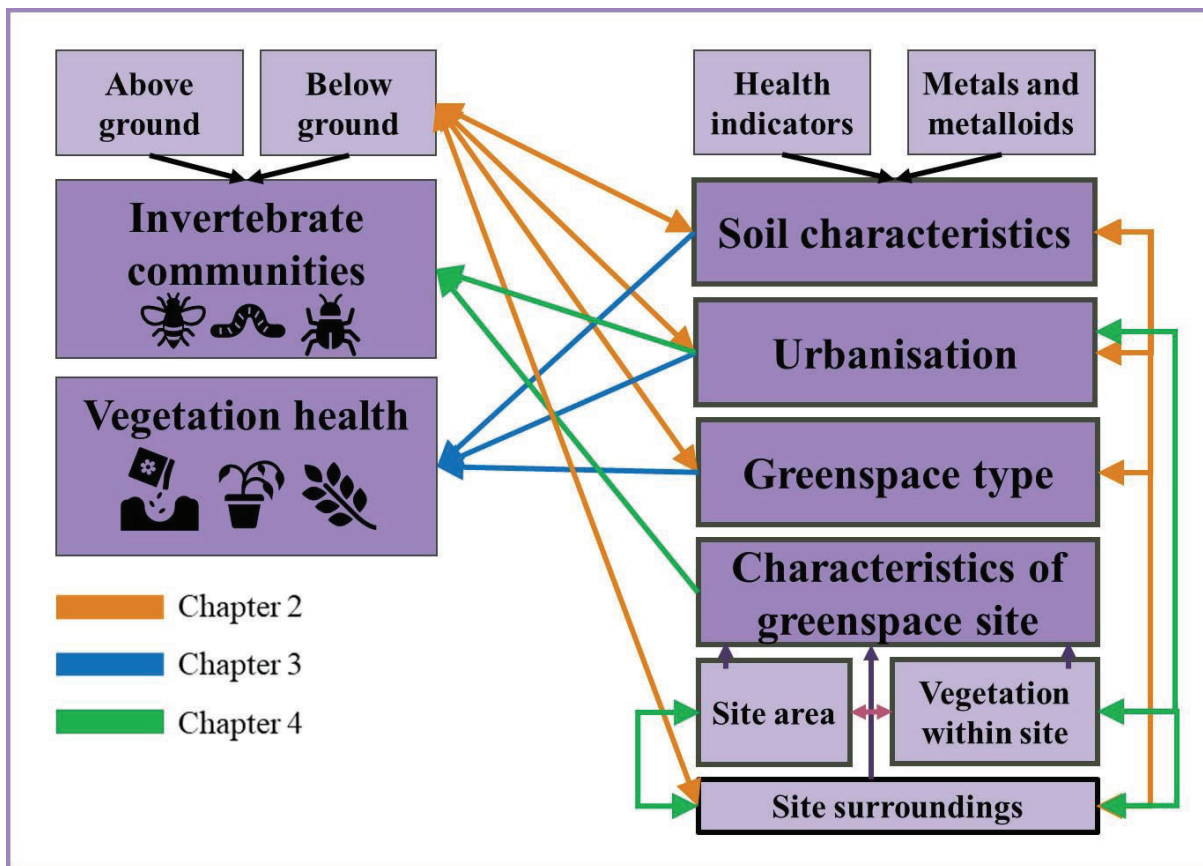 Above
ground
Below
ground
Health
indicators
Metals and
metalloids
Invertebrate
communities
Soil characteristics
Urbanisation
Vegetation health
Greenspace type
Characteristics of
greenspace site
Chapter 2
Chapter 3
Chapter 4
Site area
Vegetation
within site
Site surroundings